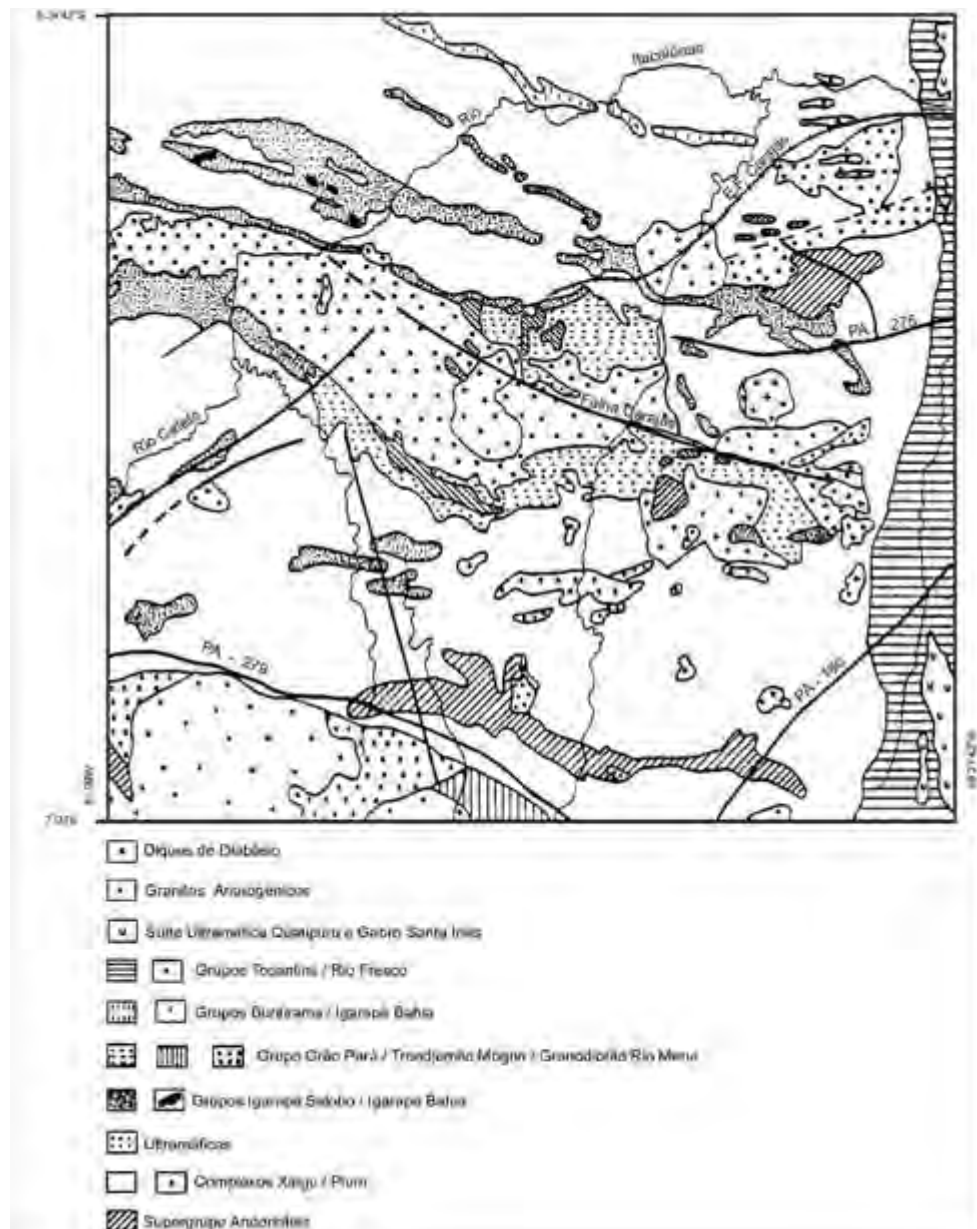 Itacaiúnas
Rio
E.F. Carajás
PA - 275
Falha Carajás
Rio Cateté
PA - 279
PA - 150
Diques de Diabásio
Granitos Anorogênicos
Suíte Ultramáfica Quatipuru e Gabro Santa Inês
Grupos Tocantins / Rio Fresco
Grupos Buritirama / Igarapé Bahia
Grupo Grão Pará / Trondjemito Mogno / Granodiorito Rio Maria
Grupos Igarapé Salobo / Igarapé Bahia
Ultramáficas
Complexos Xingu / Pium
Supergrupo Andorinhas